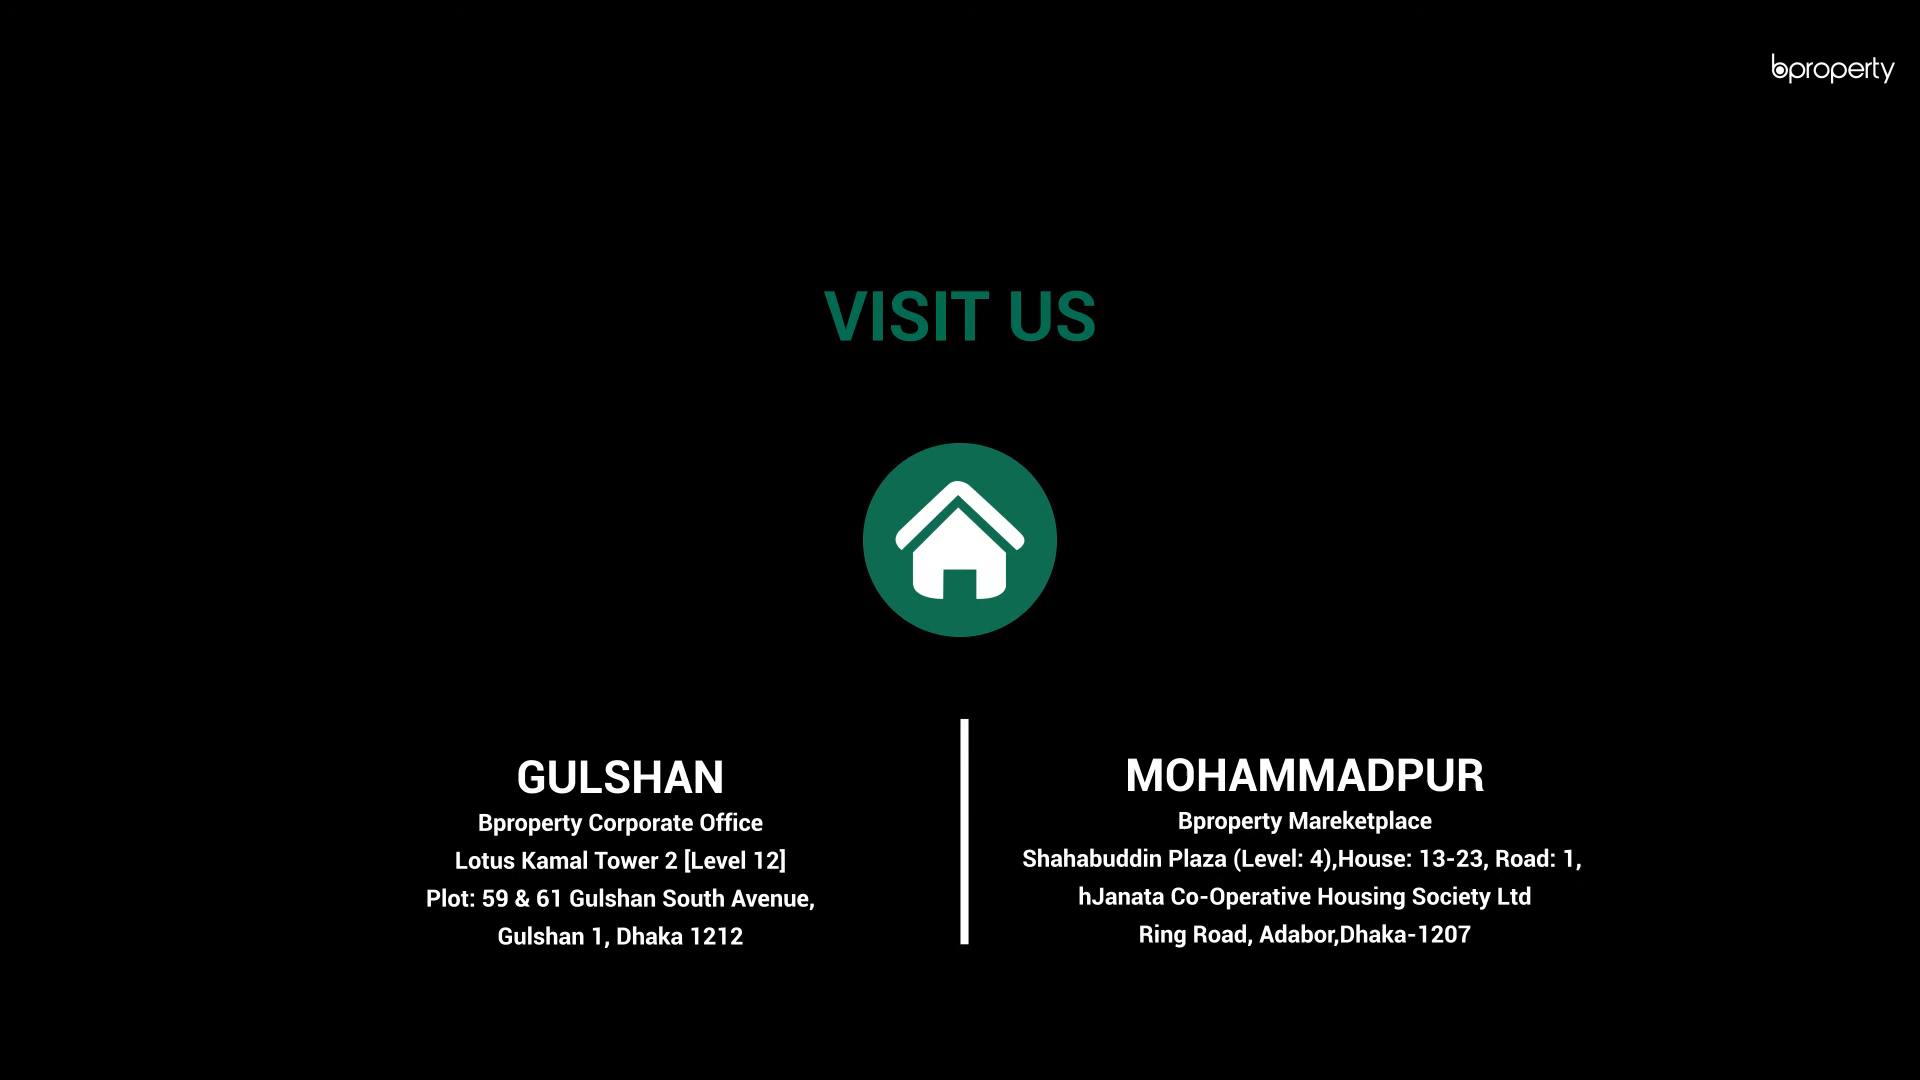 bproperty
VISIT US
GULSHAN
Bproperty Corporate Office
Lotus Kamal Tower 2 [Level 12]
Plot: 59 & 61 Gulshan South Avenue,
Gulshan 1, Dhaka 1212
MOHAMMADPUR
Bproperty Mareketplace
Shahabuddin Plaza (Level: 4),House: 13-23, Road: 1,
hJanata Co-Operative Housing Society Ltd
Ring Road, Adabor,Dhaka-1207